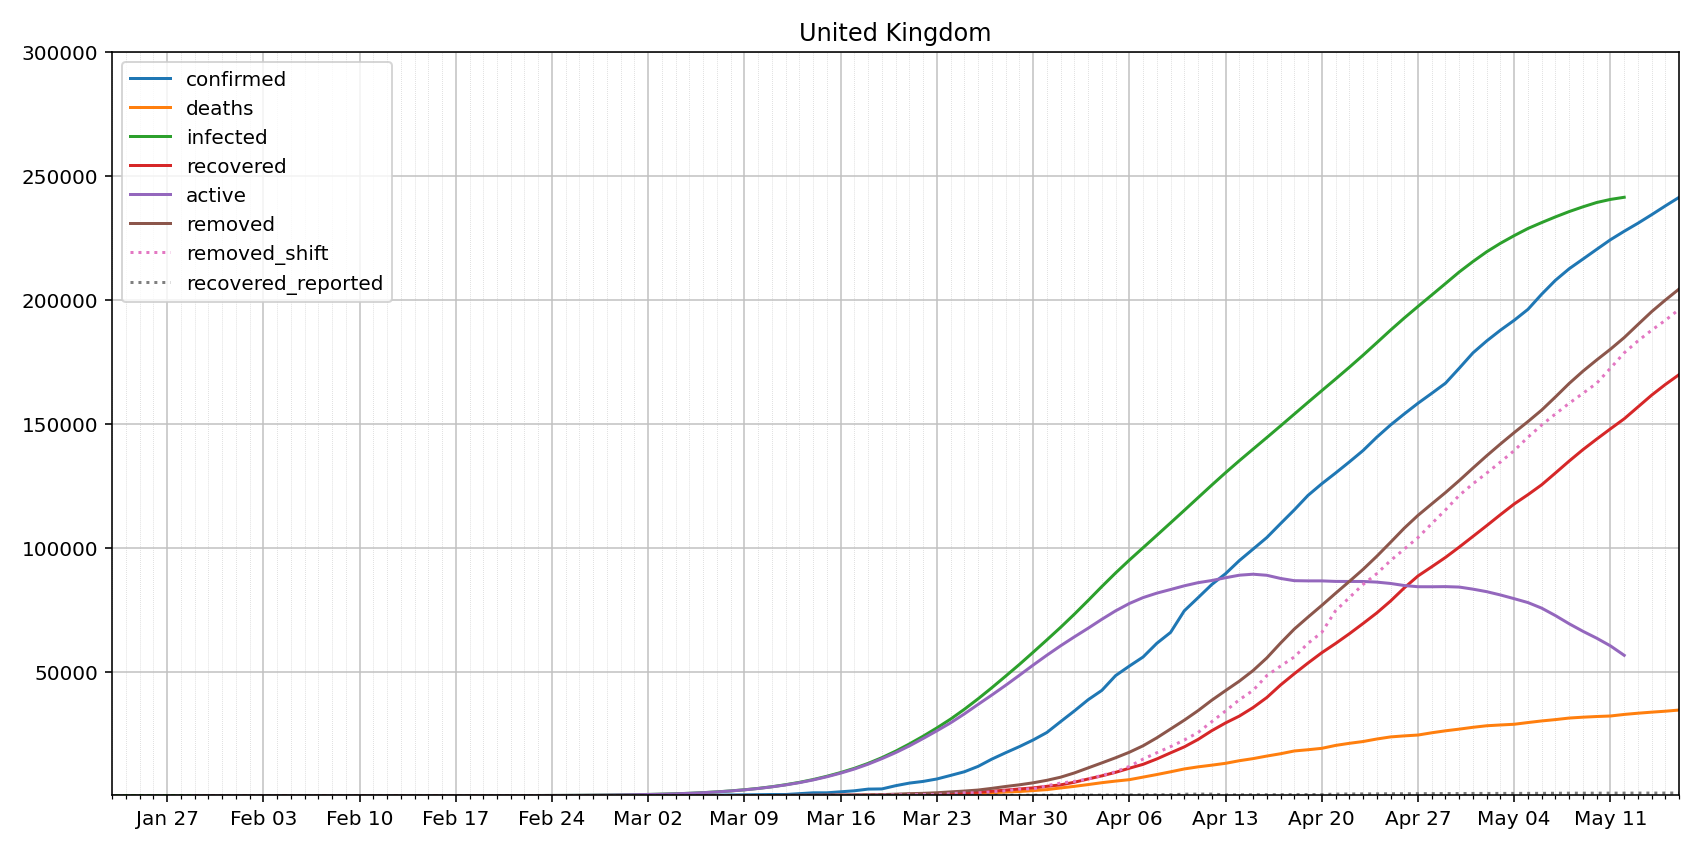 United Kingdom
300000
250000
200000
150000
100000
50000
confirmed
deaths
infected
recovered
active
removed
removed_shift
recovered_reported
Jan 27 Feb 03 Feb 10 Feb 17 Feb 24 Mar 02 Mar 09 Mar 16 Mar 23 Mar 30 Apr 06 Apr 13 Apr 20 Apr 27 May 04 May 11